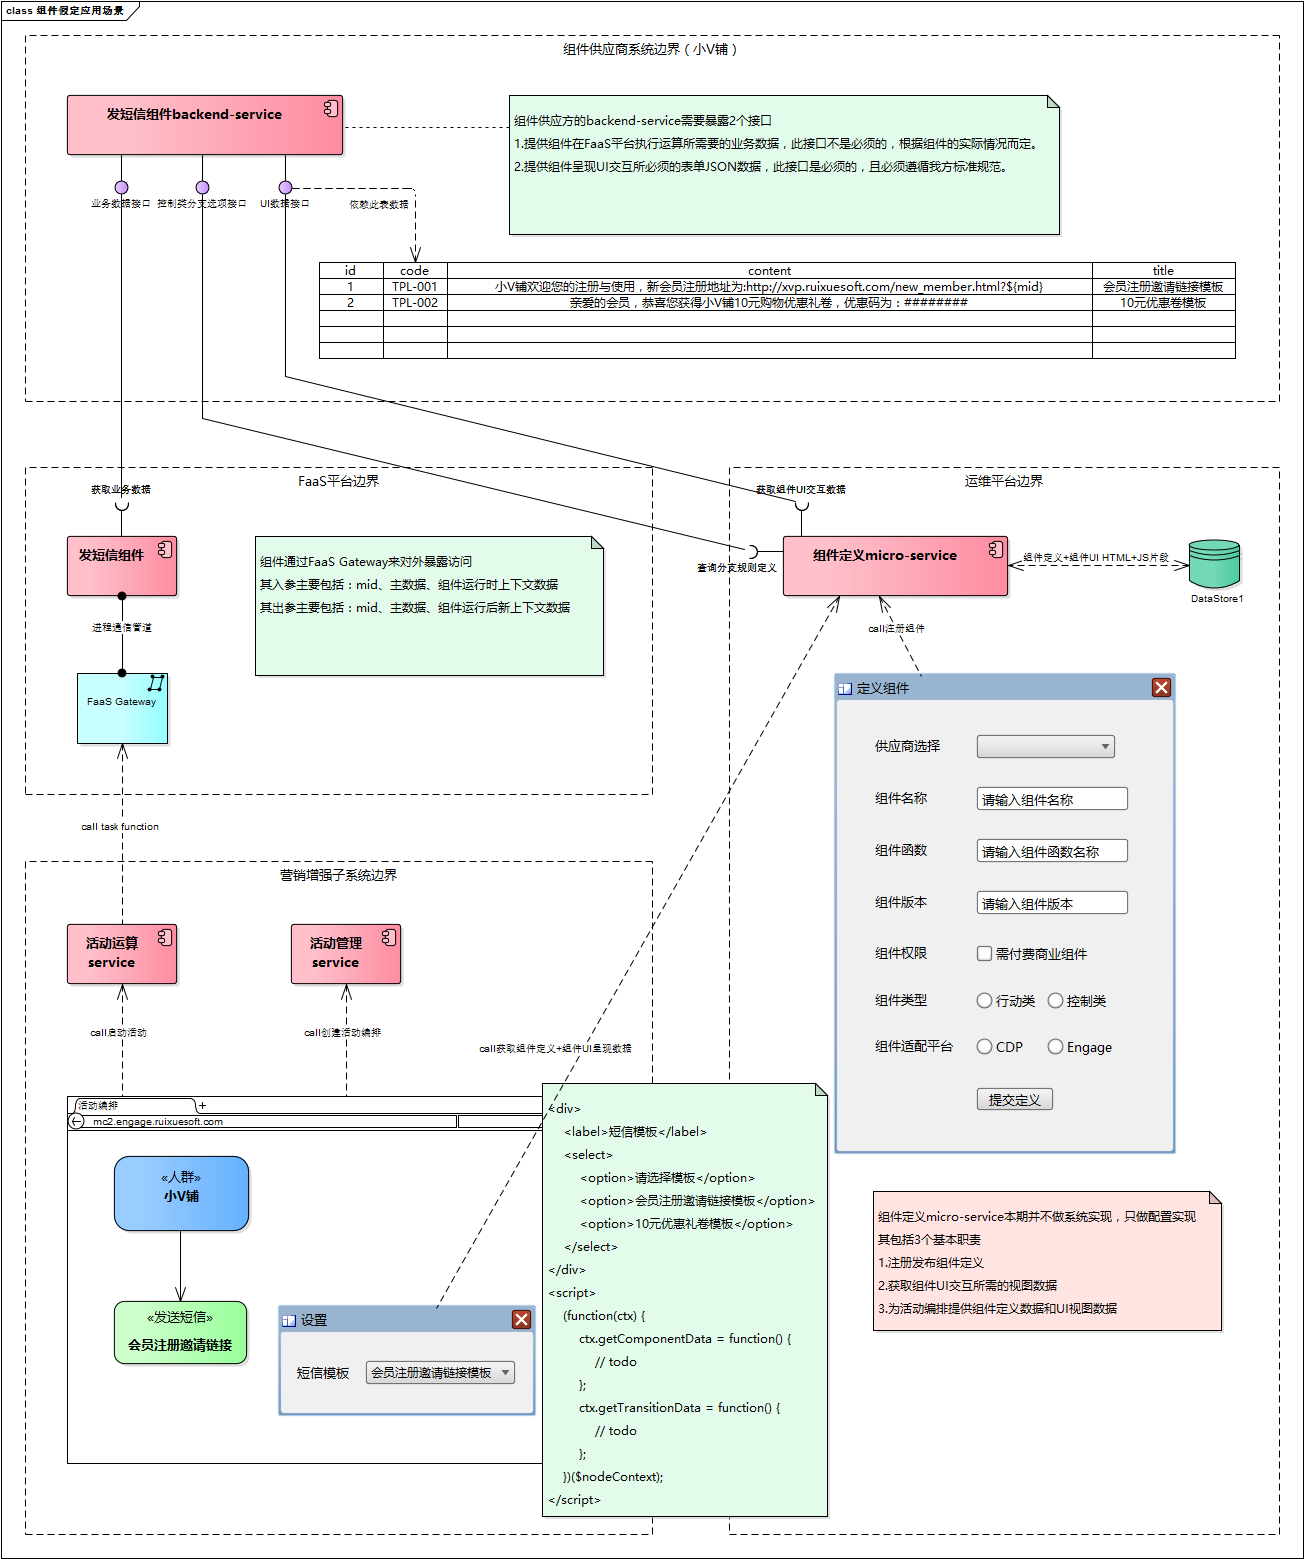 class 组件假定应用场景
组件供应商系统边界（小V铺）
发短信组件backend-service
组件供应方的backend-service需要暴露2个接口
1.提供组件在FaaS平台执行运算所需要的业务数据，此接口不是必须的，根据组件的实际情况而定。
2.提供组件呈现UI交互所必须的表单JSON数据，此接口是必须的，且必须遵循我方标准规范。
业务数据接口
控制类分支选项接口
UI数据接口
依赖此表数据
id code content title
1 TPL-001 小V铺欢迎您的注册与使用，新会员注册地址为:http://xvp.ruixuesoft.com/new_member.html?${mid} 会员注册邀请链接模板
2 TPL-002 亲爱的会员，恭喜您获得小V铺10元购物优惠礼卷，优惠码为：######## 10元优惠卷模板
FaaS平台边界
运维平台边界
获取业务数据
获取组件UI交互数据
发短信组件
组件通过FaaS Gateway来对外暴露访问
其入参主要包括：mid、主数据、组件运行时上下文数据
其出参主要包括：mid、主数据、组件运行后新上下文数据
查询分支规则定义
组件定义micro-service
组件定义+组件UI HTML+JS片段
DataStore1
进程通信管道
call注册组件
FaaS Gateway
定义组件
供应商选择
组件名称 请输入组件名称
组件函数 请输入组件函数名称
组件版本 请输入组件版本
组件权限 需付费商业组件
组件类型 行动类 控制类
组件适配平台 CDP Engage
提交定义
call task function
营销增强子系统边界
活动运算
service
活动管理
service
call启动活动
call创建活动编排
call获取组件定义+组件UI呈现数据
活动编排 +
mc2.engage.ruixuesoft.com
«人群»
小V铺
«发送短信»
会员注册邀请链接
设置
短信模板 会员注册邀请链接模板
<div>
<label>短信模板</label>
<select>
<option>请选择模板</option>
<option>会员注册邀请链接模板</option>
<option>10元优惠礼卷模板</option>
</select>
</div>
<script>
(function(ctx) {
ctx.getComponentData = function() {
// todo
};
ctx.getTransitionData = function() {
// todo
};
})($nodeContext);
</script>
组件定义micro-service本期并不做系统实现，只做配置实现
其包括3个基本职责
1.注册发布组件定义
2.获取组件UI交互所需的视图数据
3.为活动编排提供组件定义数据和UI视图数据